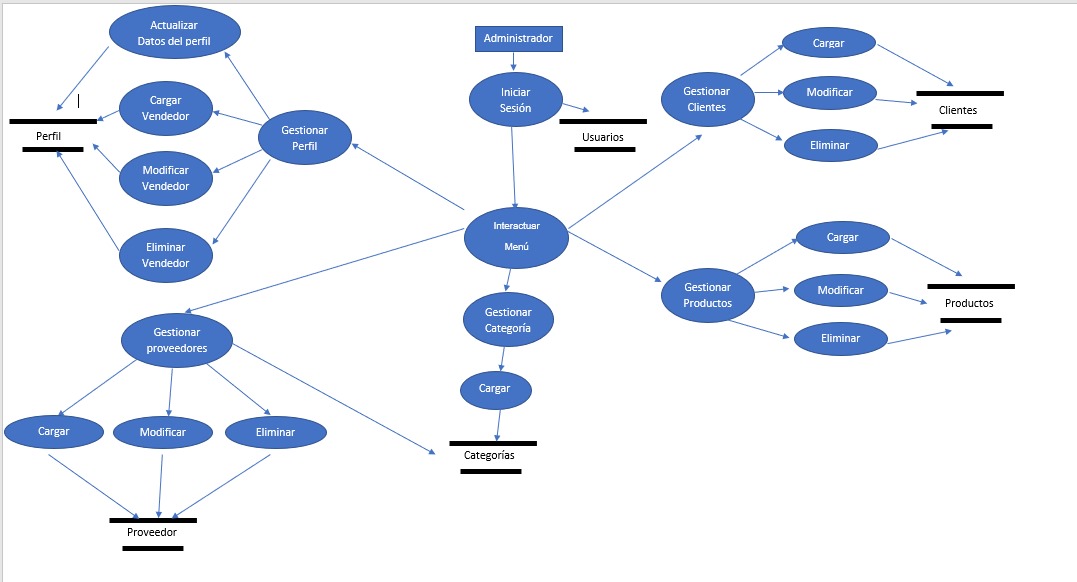 Actualizar
Datos del perfil
Cargar
Vendedor
Perfil
Modificar
Vendedor
Eliminar
Vendedor
Gestionar
Perfil
Administrador
Iniciar
Sesión
Usuarios
Interactuar
Menú
Gestionar
Clientes
Cargar
Modificar
Eliminar
Clientes
Gestionar
Productos
Cargar
Modificar
Eliminar
Productos
Gestionar
Categoría
Cargar
Categorías
Gestionar
proveedores
Cargar
Modificar
Eliminar
Proveedor